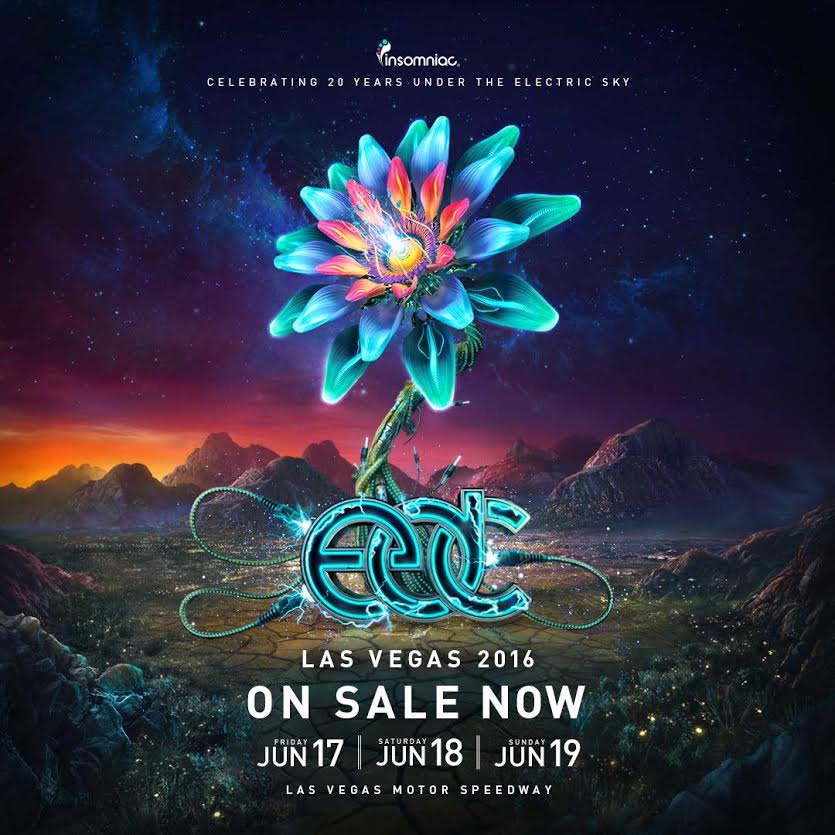 insomniac
CELEBRATING 20 YEARS UNDER THE ELECTRIC SKY
edc
LAS VEGAS 2016
ON SALE NOW
FRIDAY SATURDAY SUNDAY
JUN 17 | JUN 18 | JUN 19
LAS VEGAS MOTOR SPEEDWAY